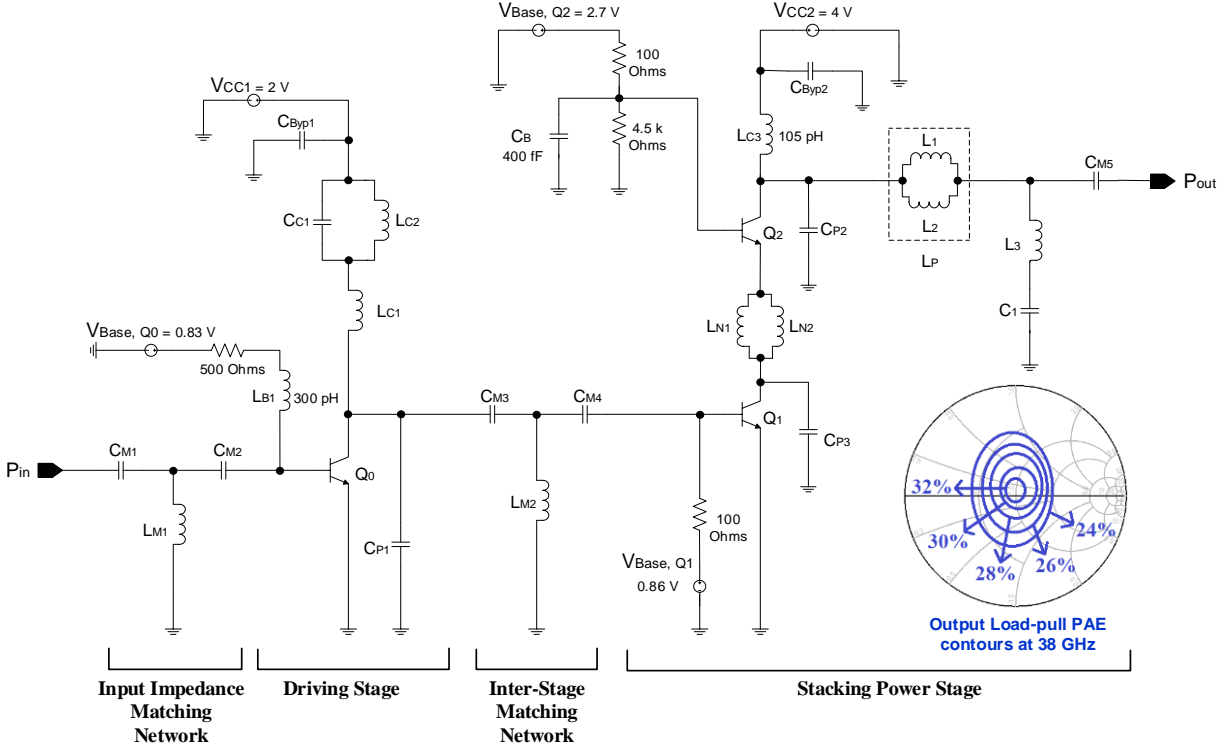 VBase, Q2 = 2.7 V
VCC2 = 4 V
100
Ohms
CByp2
VCC1 = 2 V
CByp1
CB
400 fF
4.5 k
Ohms
LC3
105 pH
L1
L2
LP
CM5
Pout
CC1
LC2
Q2
CP2
L3
LC1
LN1
LN2
C1
VBase, Q0 = 0.83 V
500 Ohms
LB1
300 pH
CM3
CM4
Q1
CP3
Pin
CM1
CM2
Q0
LM1
CP1
LM2
100
Ohms
VBase, Q1
0.86 V
32%
30%
28%
26%
24%
Output Load-pull PAE
contours at 38 GHz
Input Impedance
Matching
Network
Driving Stage
Inter-Stage
Matching
Network
Stacking Power Stage